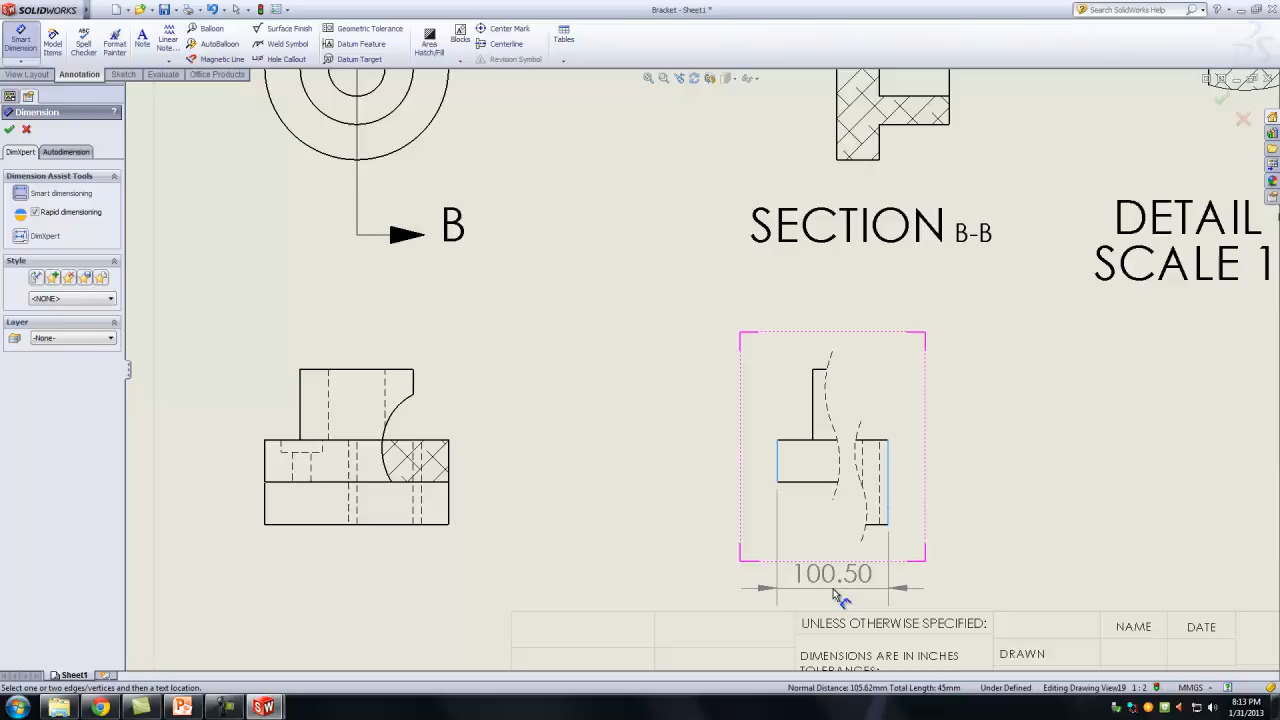 SOLIDWORKS
Bracket - Sheet1 *
Search SolidWorks Help
Smart Dimension
Model Items
Spell Checker
Format Painter
Note
Linear Note...
Balloon
AutoBalloon
Magnetic Line
Surface Finish
Weld Symbol
Hole Callout
Geometric Tolerance
Datum Feature
Datum Target
Area Hatch/Fill
Blocks
Center Mark
Centerline
Revision Symbol
Tables
View Layout
Annotation
Sketch
Evaluate
Office Products
Dimension
?
DimXpert
Autodimension
Dimension Assist Tools
Smart dimensioning
Rapid dimensioning
DimXpert
Style
<NONE>
Layer
-None-
B
SECTION B-B
DETAIL
SCALE 1
100.50
UNLESS OTHERWISE SPECIFIED:
NAME
DATE
DIMENSIONS ARE IN INCHES
TOLERANCES:
DRAWN
Sheet1
Select one or two edges/vertices and then a text location.
Normal Distance: 105.62mm Total Length: 45mm
Under Defined
Editing Drawing View19
1 : 2
MMGS
8:13 PM
1/31/2013